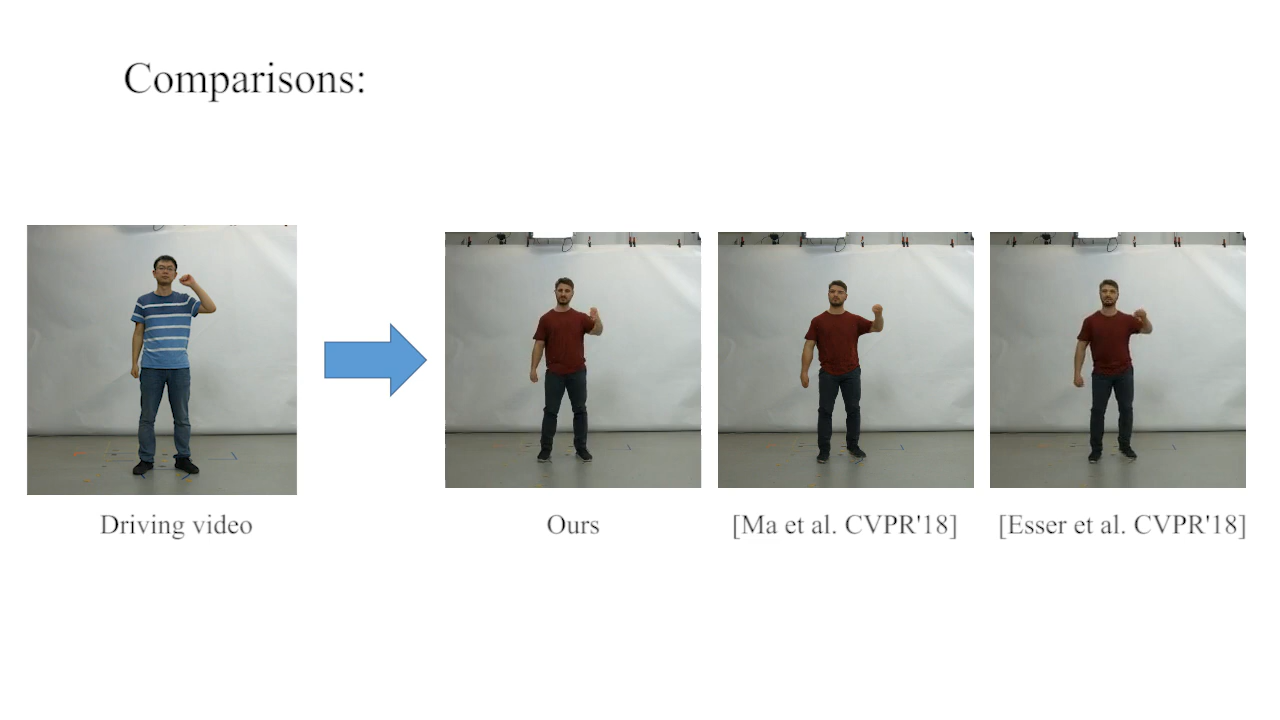 Comparisons:
Driving video
Ours
[Ma et al. CVPR'18]
[Esser et al. CVPR'18]